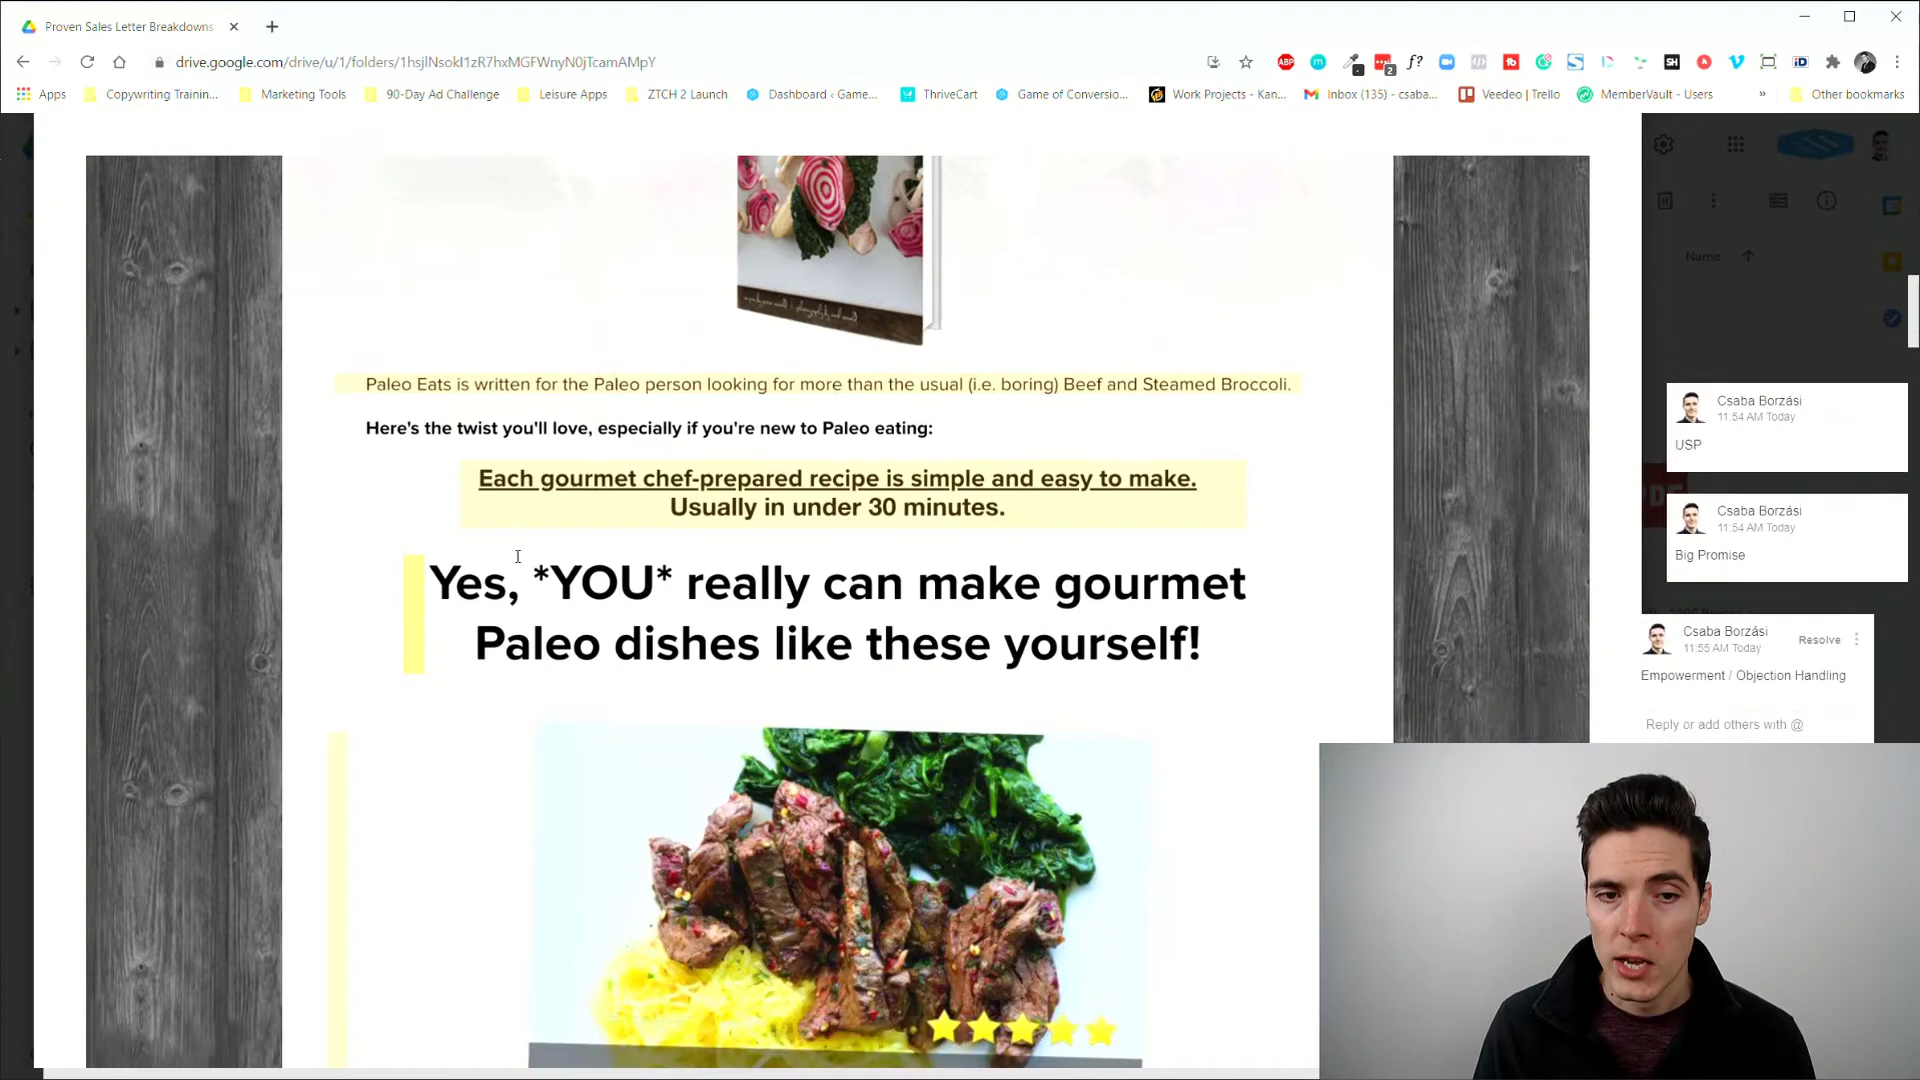 Proven Sales Letter Breakdowns
drive.google.com/drive/u/1/folders/1hsjlNsokI1zR7hxMGFWnyN0jTcamAMpY
ABP
m
2
f?
SH
iD
Apps
Copywriting Trainin...
Marketing Tools
90-Day Ad Challenge
Leisure Apps
ZTCH 2 Launch
Dashboard ‹ Game...
ThriveCart
Game of Conversio...
Work Projects - Kan...
Inbox (135) - csaba...
Veedeo | Trello
MemberVault - Users
»
Other bookmarks
Name
Paleo Eats is written for the Paleo person looking for more than the usual (i.e. boring) Beef and Steamed Broccoli.
Here's the twist you'll love, especially if you're new to Paleo eating:
Each gourmet chef-prepared recipe is simple and easy to make.
Usually in under 30 minutes.
Yes, *YOU* really can make gourmet
Paleo dishes like these yourself!
Csaba Borzási
11:54 AM Today
USP
Csaba Borzási
11:54 AM Today
Big Promise
Csaba Borzási
11:55 AM Today
Resolve
Empowerment / Objection Handling
Reply or add others with @